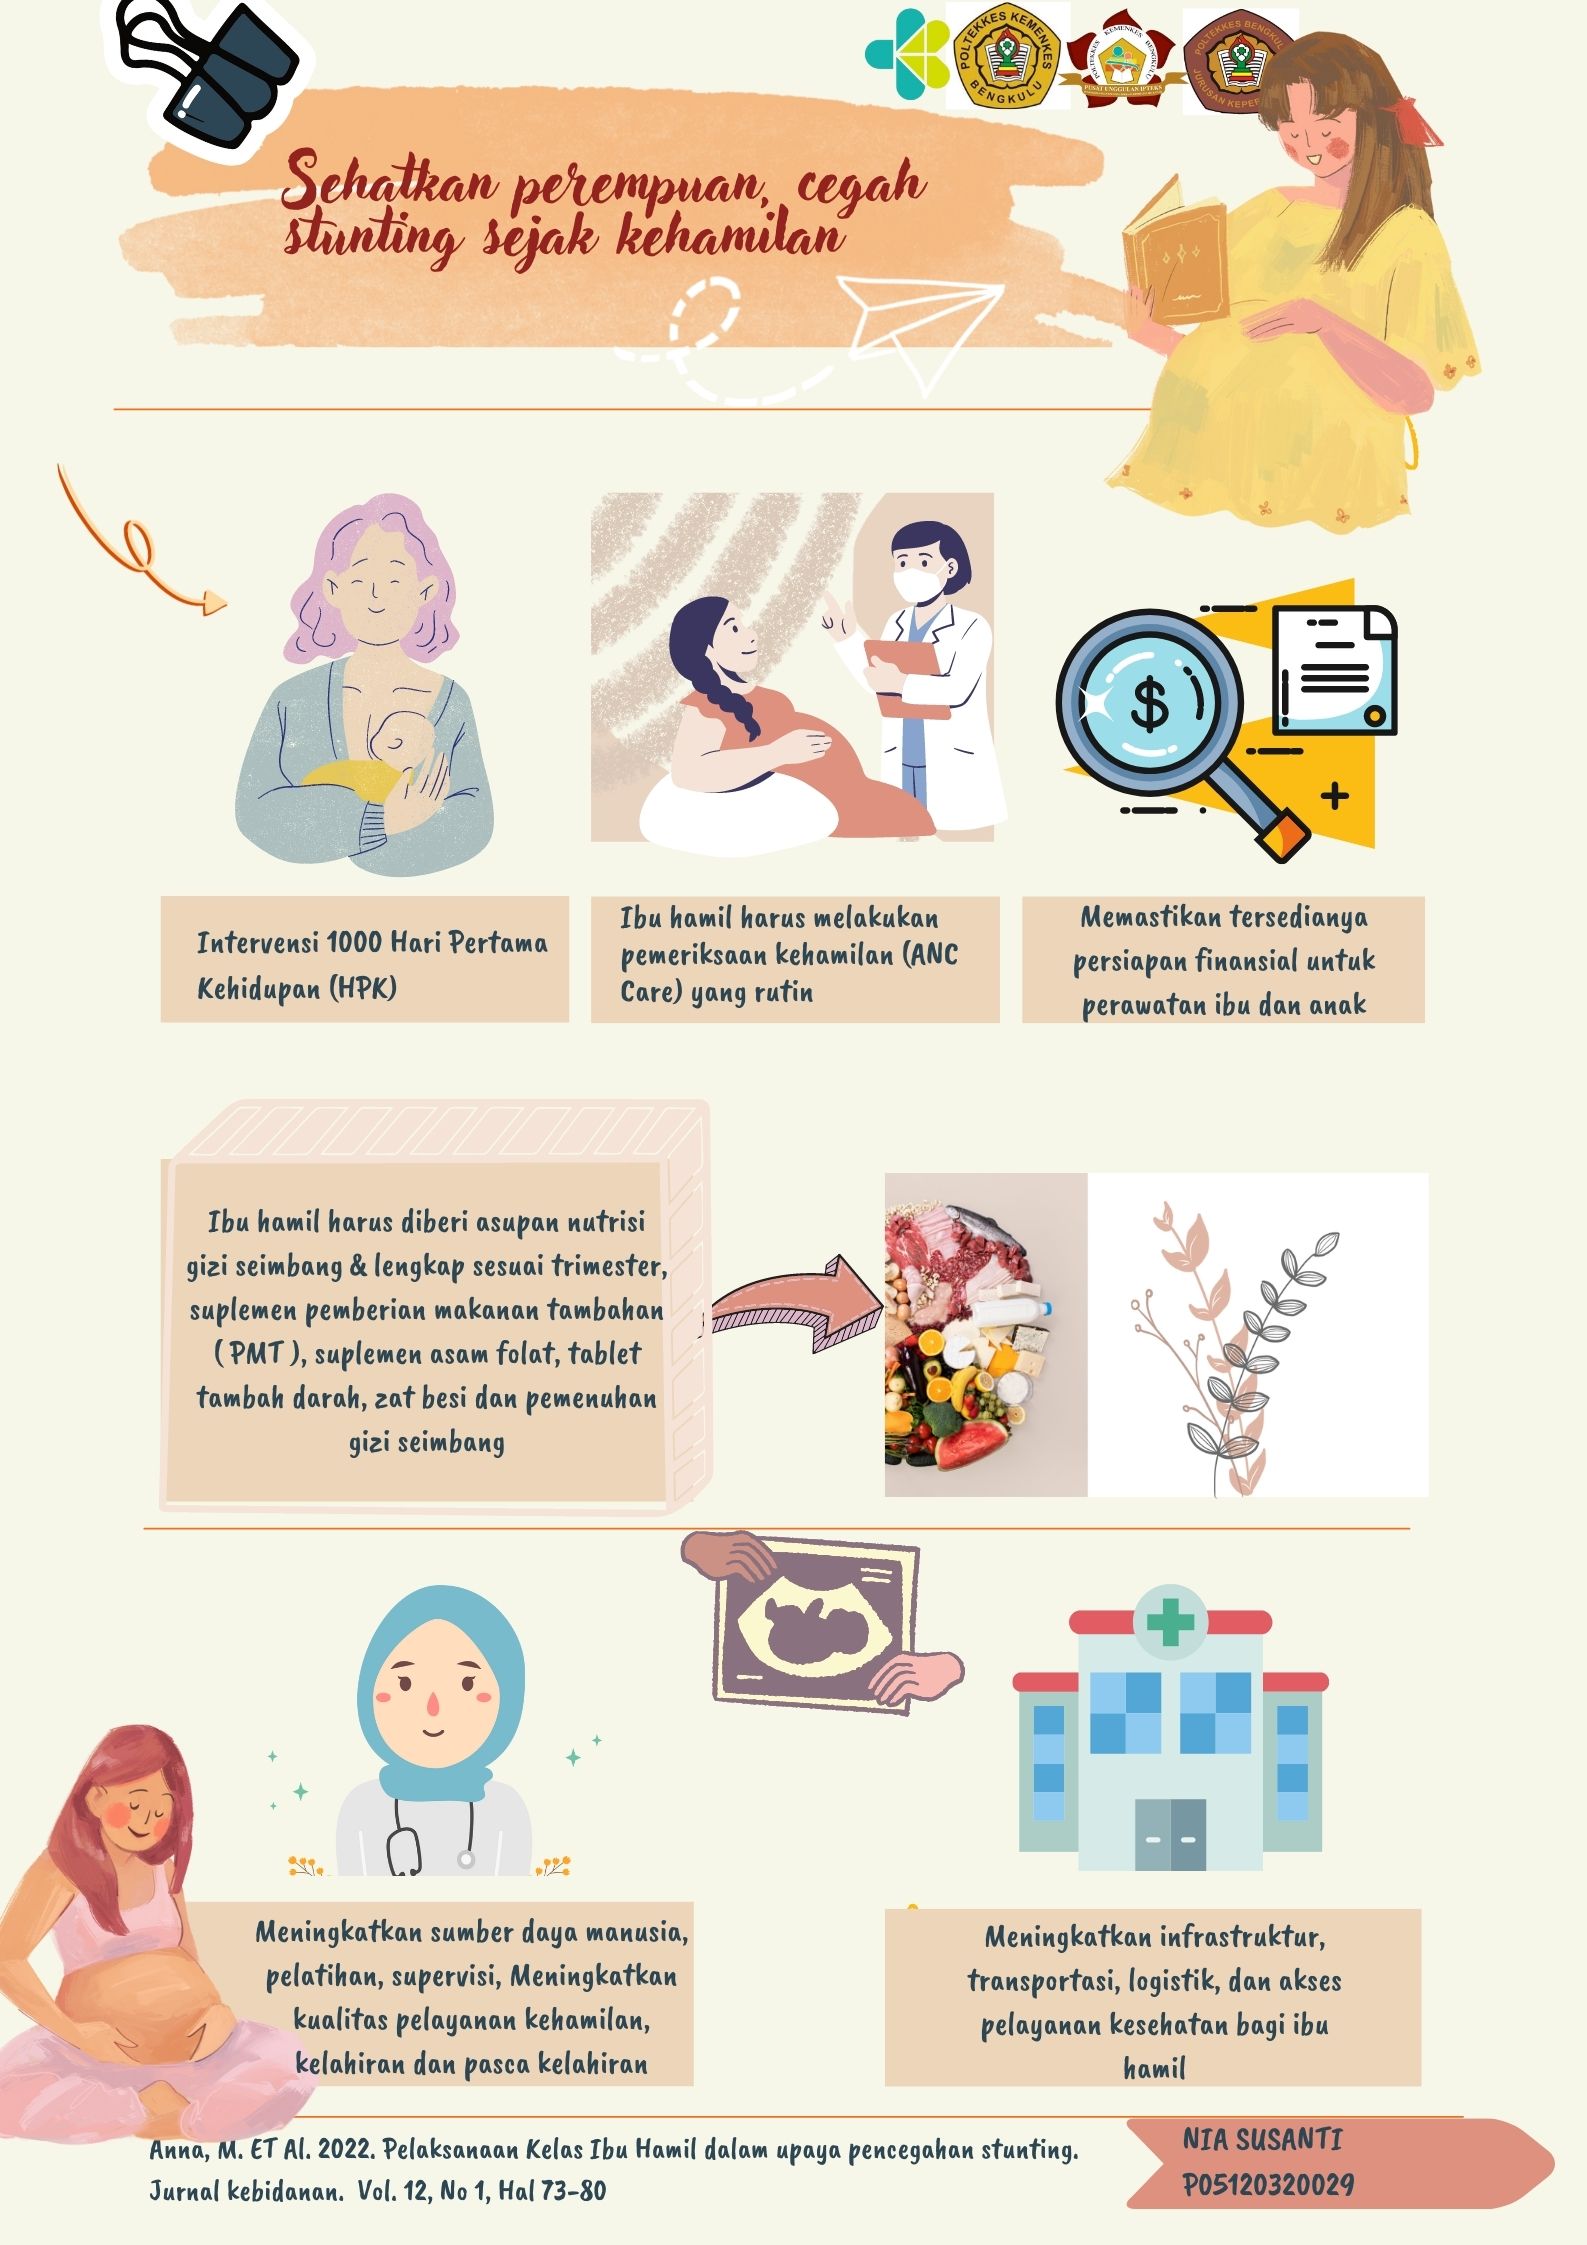 POLTEKKES KEMENKES
BENGKULU
POLTEKKES KEMENKES BENGKULU
PUSAT UNGGULAN IPTEKS
POLTEKKES
JURUSAN
Sehatkan perempuan, cegah
stunting sejak kehamilan
$
Intervensi 1000 Hari Pertama
Kehidupan (HPK)
Ibu hamil harus melakukan
pemeriksaan kehamilan (ANC
Care) yang rutin
Memastikan tersedianya
persiapan finansial untuk
perawatan ibu dan anak
Ibu hamil harus diberi asupan nutrisi
gizi seimbang & lengkap sesuai trimester,
suplemen pemberian makanan tambahan
( PMT ), suplemen asam folat, tablet
tambah darah, zat besi dan pemenuhan
gizi seimbang
Meningkatkan sumber daya manusia,
pelatihan, supervisi, Meningkatkan
kualitas pelayanan kehamilan,
kelahiran dan pasca kelahiran
Meningkatkan infrastruktur,
transportasi, logistik, dan akses
pelayanan kesehatan bagi ibu
hamil
Anna, M. ET Al. 2022. Pelaksanaan Kelas Ibu Hamil dalam upaya pencegahan stunting.
Jurnal kebidanan. Vol. 12, No 1, Hal 73-80
NIA SUSANTI
P05120320029